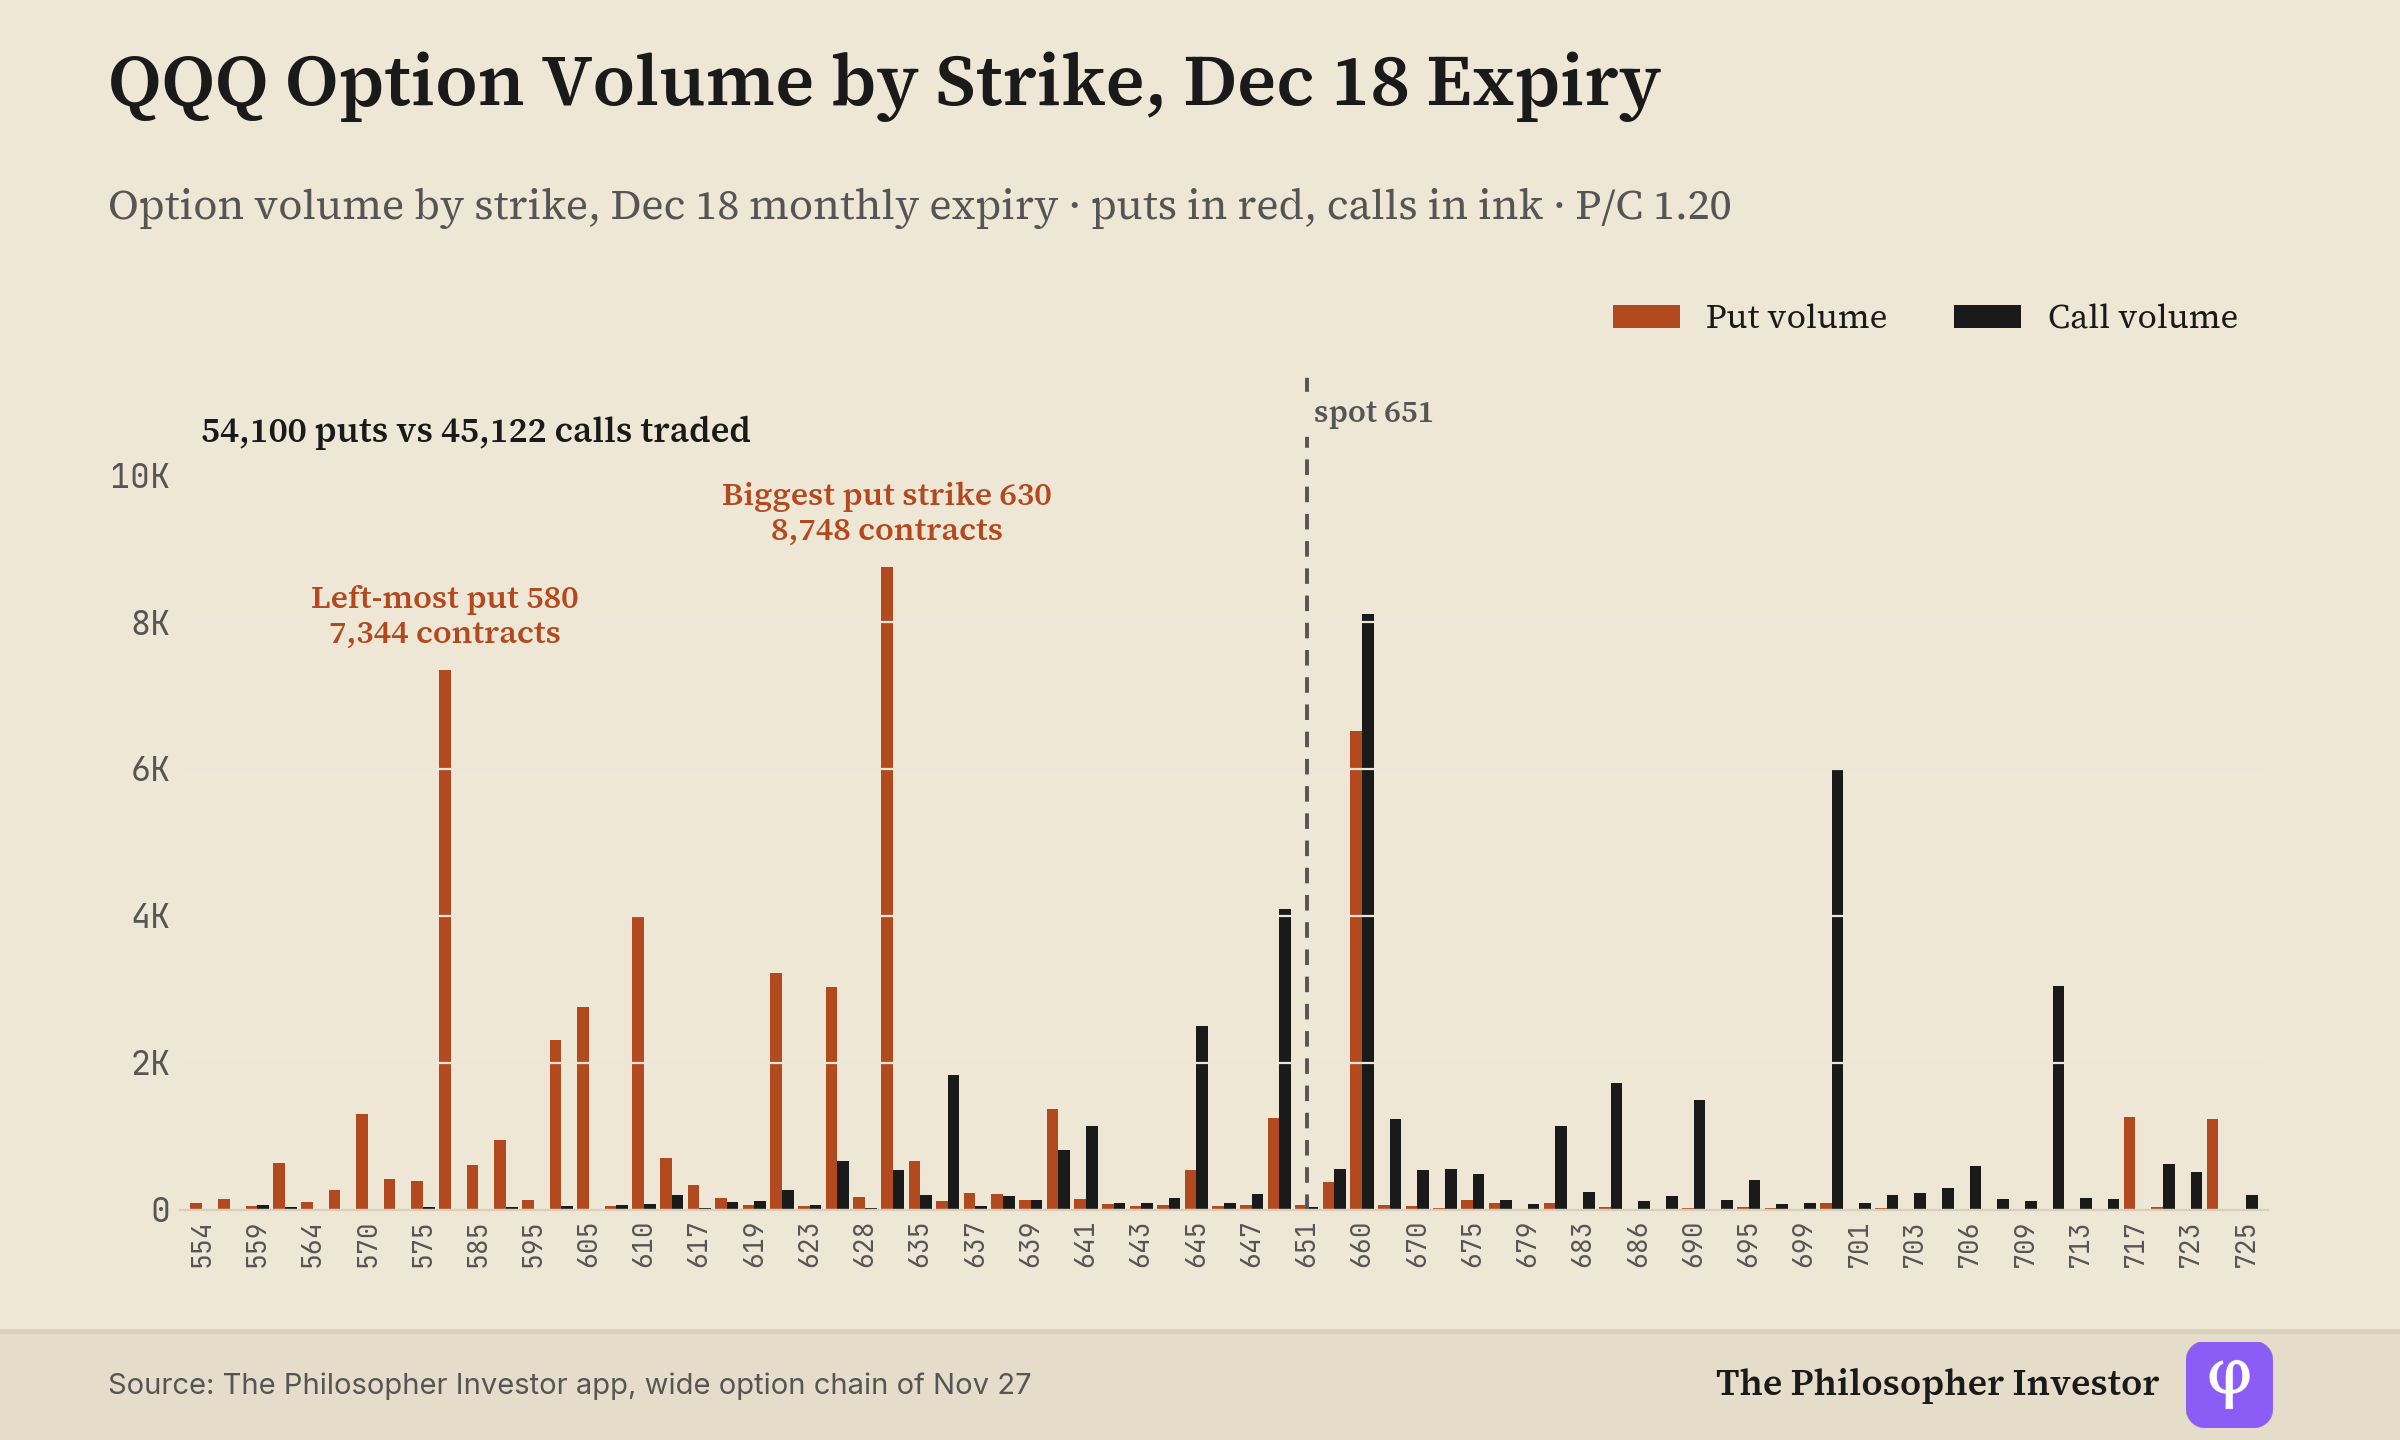 QQQ Option Volume by Strike, Dec 18 Expiry
Option volume by strike, Dec 18 monthly expiry · puts in red, calls in ink · P/C 1.20
Put volume
Call volume
spot 651
54,100 puts vs 45,122 calls traded
10K
Biggest put strike 630
8,748 contracts
Left-most put 580
7,344 contracts
8K
6K
4K
2K
0
554 559 564 570 575 585 595 605 610 617 619 623 628 635 637 639 641 643 645 647 651 660 670 675 679 683 686 690 695 699 701 703 706 709 713 717 723 725
Source: The Philosopher Investor app, wide option chain of Nov 27
The Philosopher Investor
φ